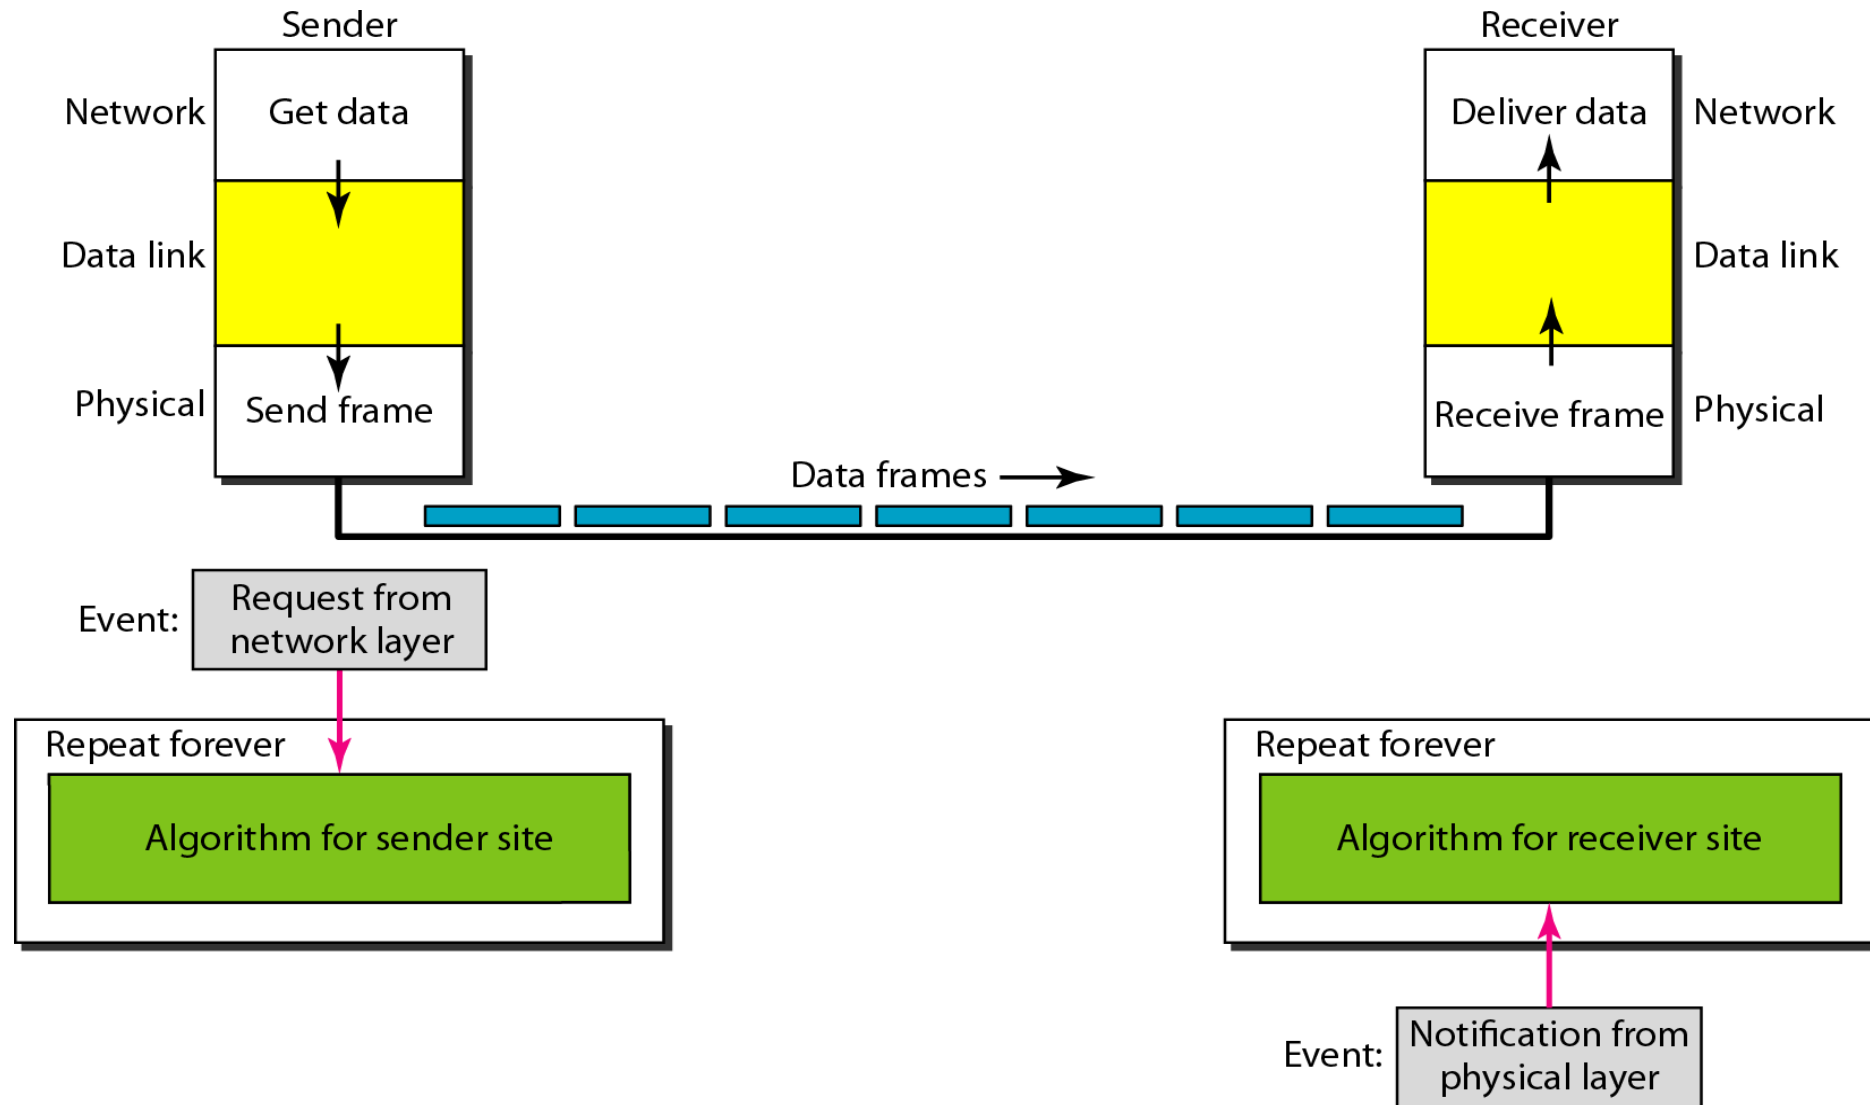 Sender
Receiver
Network
Get data
Deliver data
Network
Data link
Data link
Physical
Send frame
Receive frame
Physical
Data frames
Event:
Request from
network layer
Repeat forever
Algorithm for sender site
Repeat forever
Algorithm for receiver site
Event:
Notification from
physical layer